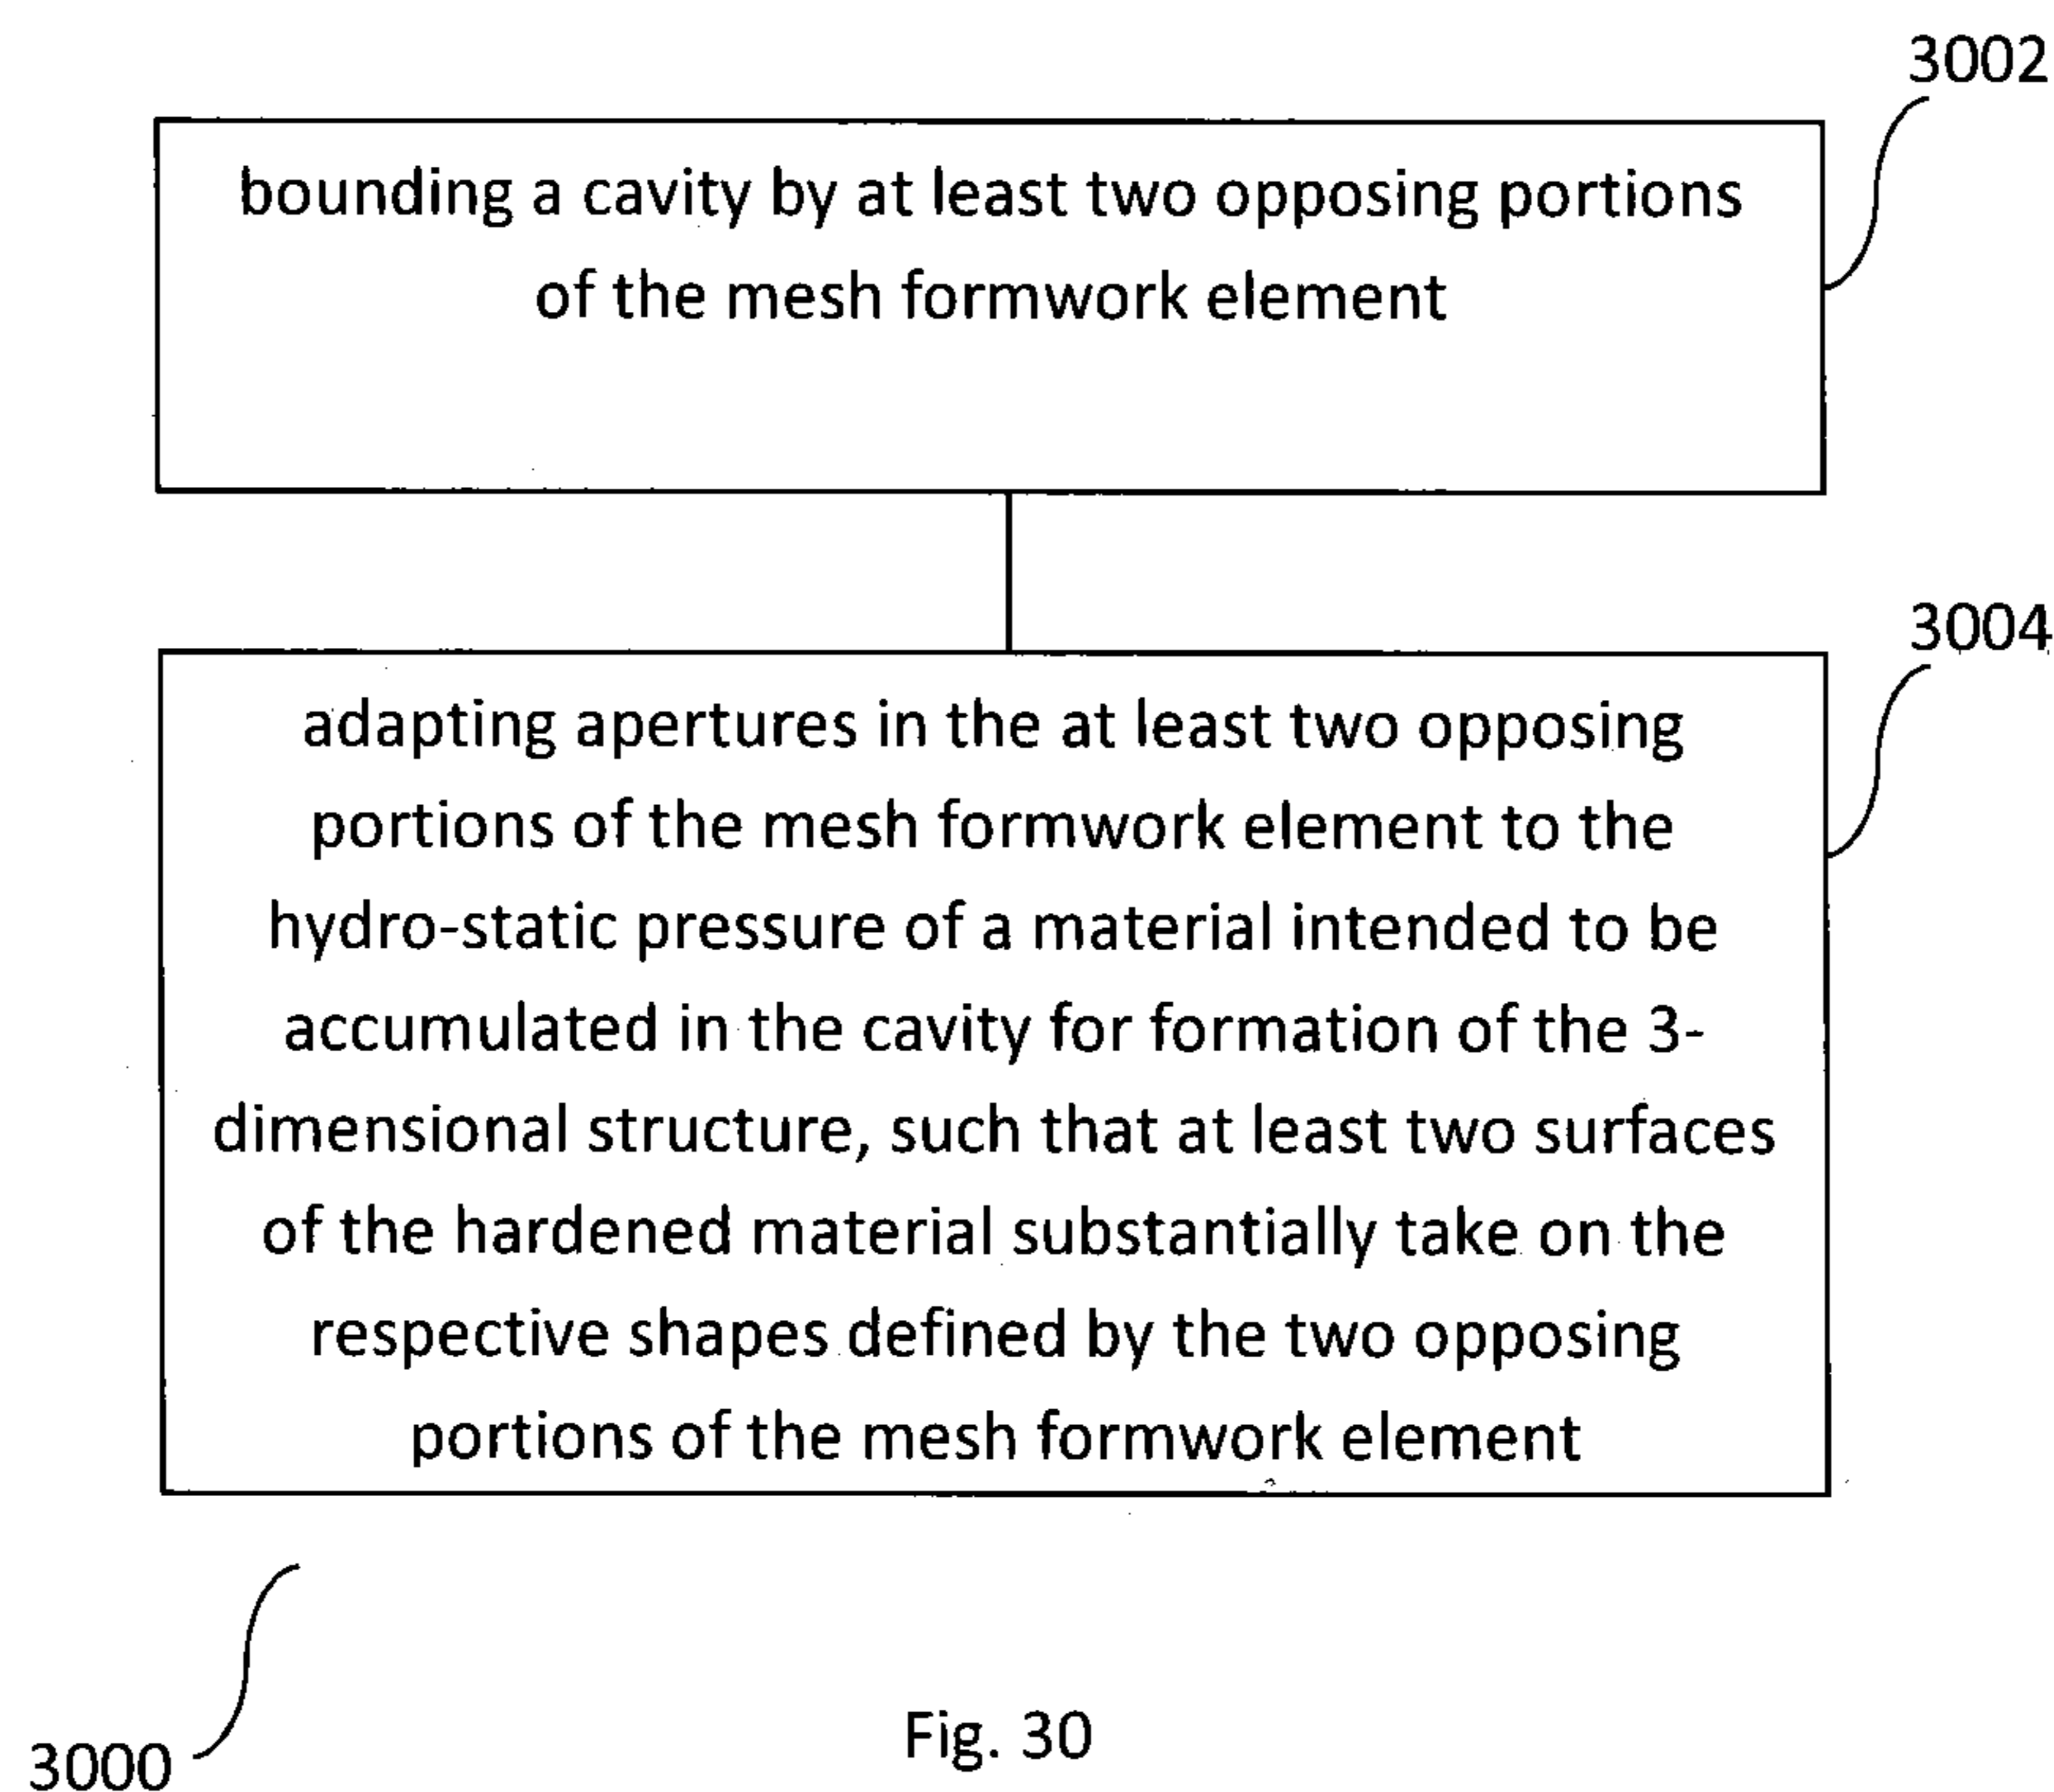 3002
bounding a cavity by at least two opposing portions
of the mesh formwork element
3004
adapting apertures in the at least two opposing
portions of the mesh formwork element to the
hydro-static pressure of a material intended to be
accumulated in the cavity for formation of the 3-
dimensional structure, such that at least two surfaces
of the hardened material substantially take on the
respective shapes defined by the two opposing
portions of the mesh formwork element
Fig. 30
3000